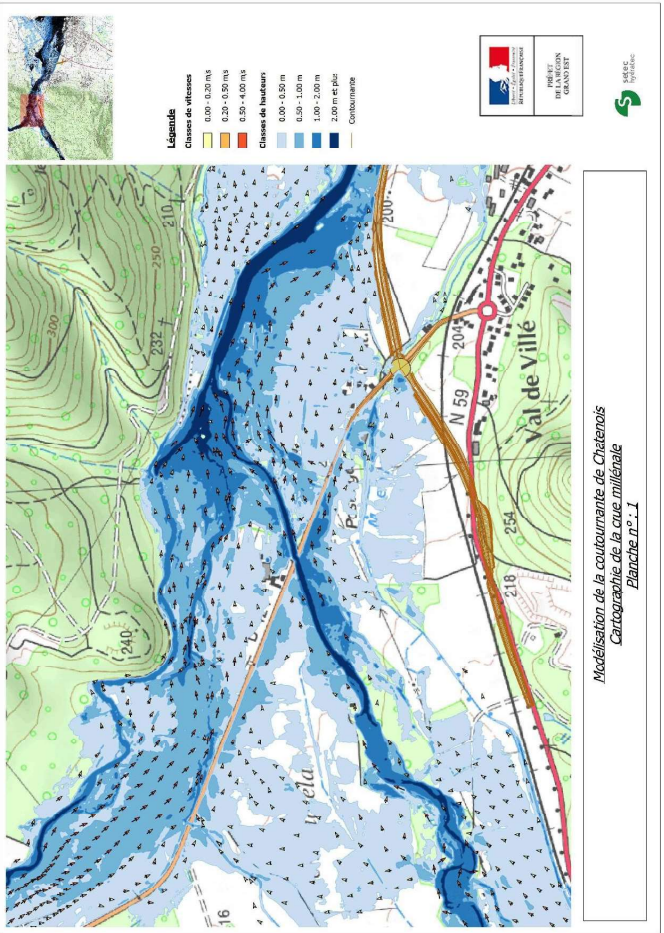 Légende
Classes de vitesses
0.00 - 0.20 m/s
0.20 - 0.50 m/s
0.50 - 4.00 m/s
Classes de hauteurs
0.00 - 0.50 m
0.50 - 1.00 m
1.00 - 2.00 m
2.00 m et plus
Contournante
PRÉFET
DE LA RÉGION
GRAND EST
setec
hydratec
210
250
232
300
240
200
204
N 59
Val de Villé
254
218
16
Modélisation de la coutournante de Chatenois
Cartographie de la crue millénale
Planche n° : 1